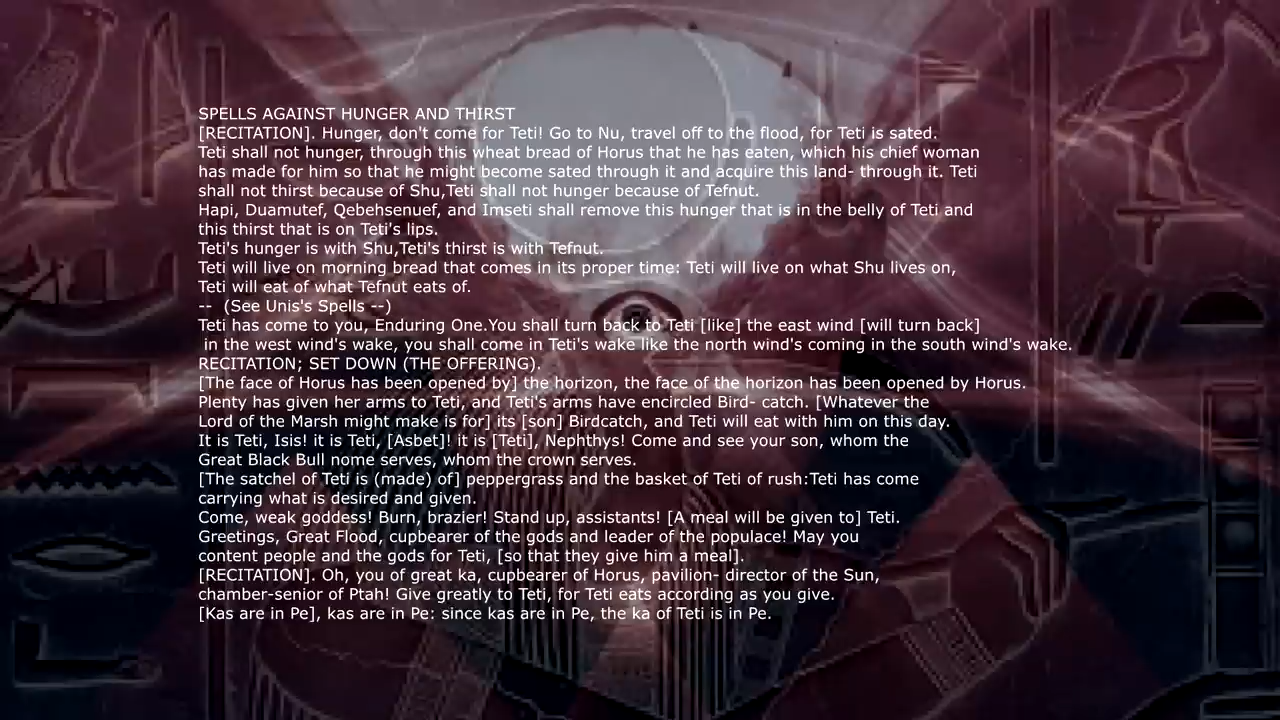 SPELLS AGAINST HUNGER AND THIRST
[RECITATION]. Hunger, don't come for Teti! Go to Nu, travel off to the flood, for Teti is sated.
Teti shall not hunger, through this wheat bread of Horus that he has eaten, which his chief woman
has made for him so that he might become sated through it and acquire this land- through it. Teti
shall not thirst because of Shu,Teti shall not hunger because of Tefnut.
Hapi, Duamutef, Qebehsenuef, and Imseti shall remove this hunger that is in the belly of Teti and
this thirst that is on Teti's lips.
Teti's hunger is with Shu,Teti's thirst is with Tefnut.
Teti will live on morning bread that comes in its proper time: Teti will live on what Shu lives on,
Teti will eat of what Tefnut eats of.
--  (See Unis's Spells --)
Teti has come to you, Enduring One.You shall turn back to Teti [like] the east wind [will turn back]
in the west wind's wake, you shall come in Teti's wake like the north wind's coming in the south wind's wake.
RECITATION; SET DOWN (THE OFFERING).
[The face of Horus has been opened by] the horizon, the face of the horizon has been opened by Horus.
Plenty has given her arms to Teti, and Teti's arms have encircled Bird- catch. [Whatever the
Lord of the Marsh might make is for] its [son] Birdcatch, and Teti will eat with him on this day.
It is Teti, Isis! it is Teti, [Asbet]! it is [Teti], Nephthys! Come and see your son, whom the
Great Black Bull nome serves, whom the crown serves.
[The satchel of Teti is (made) of] peppergrass and the basket of Teti of rush:Teti has come
carrying what is desired and given.
Come, weak goddess! Burn, brazier! Stand up, assistants! [A meal will be given to] Teti.
Greetings, Great Flood, cupbearer of the gods and leader of the populace! May you
content people and the gods for Teti, [so that they give him a meal].
[RECITATION]. Oh, you of great ka, cupbearer of Horus, pavilion- director of the Sun,
chamber-senior of Ptah! Give greatly to Teti, for Teti eats according as you give.
[Kas are in Pe], kas are in Pe: since kas are in Pe, the ka of Teti is in Pe.